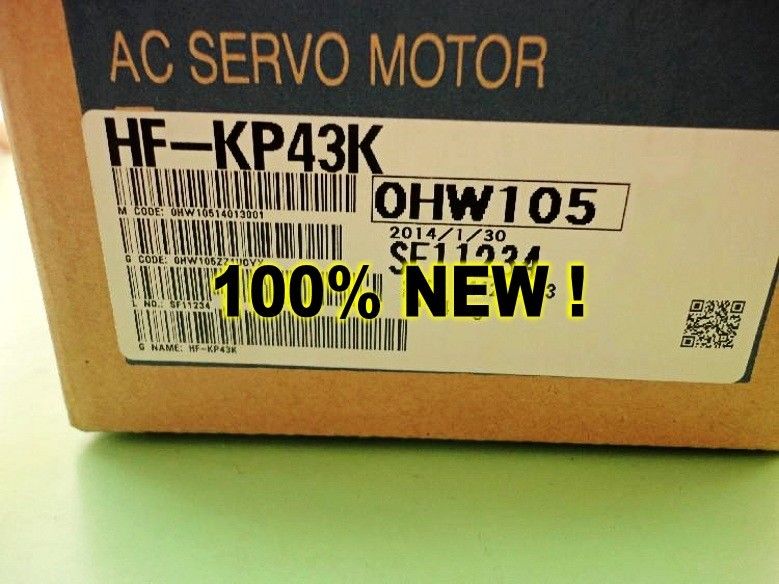 AC SERVO MOTOR
HF-KP43K
0HW105
M CODE: 0HW10514013001
2014/1/30
SF11234
G CODE:
100% NEW !
L NO.: SF11234
G NAME: HF-KP43K